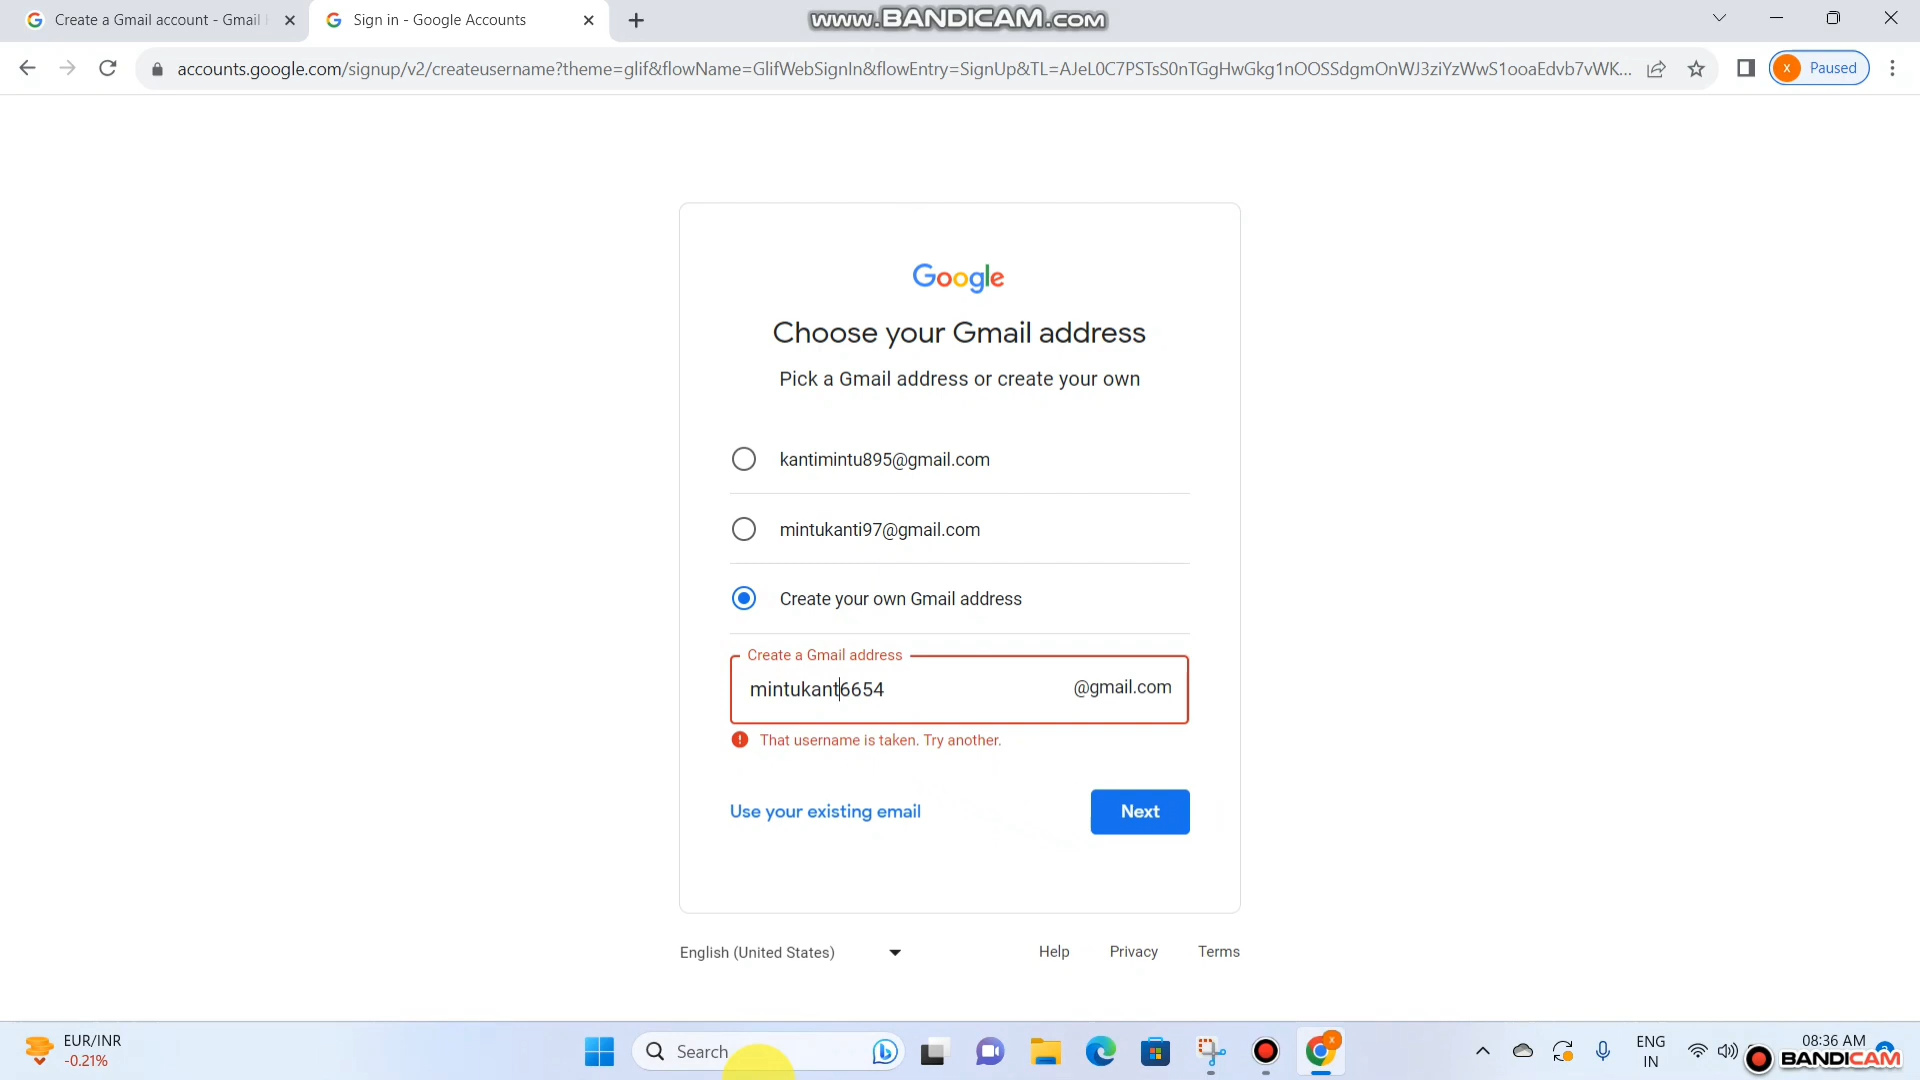 Create a Gmail account - Gmail
Sign in - Google Accounts
www.BANDICAM.com
accounts.google.com/signup/v2/createusername?theme=glif&flowName=GlifWebSignIn&flowEntry=SignUp&TL=AJeL0C7PSTsS0nTGgHwGkg1nOOSSdgmOnWJ3ziYzWwS1ooaEdvb7vWK...
x Paused
Google
Choose your Gmail address
Pick a Gmail address or create your own
kantimintu895@gmail.com
mintukanti97@gmail.com
Create your own Gmail address
Create a Gmail address
mintukant6654 @gmail.com
That username is taken. Try another.
Use your existing email Next
English (United States) Help Privacy Terms
EUR/INR
-0.21%
Search
ENG
IN
08:36 AM
BANDICAM